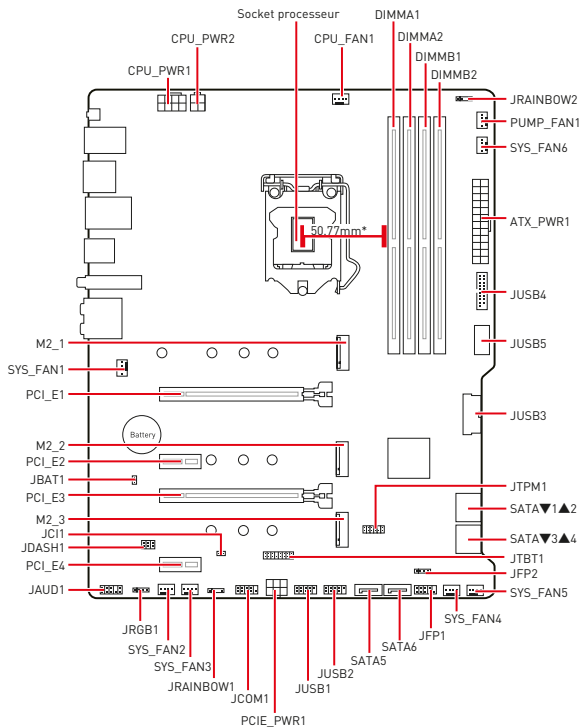 Socket processeur
DIMMA1
CPU_PWR2
CPU_FAN1
DIMMA2
DIMMB1
CPU_PWR1
DIMMB2
JRAINBOW2
PUMP_FAN1
SYS_FAN6
ATX_PWR1
50.77mm*
JUSB4
M2_1
JUSB5
SYS_FAN1
PCI_E1
JUSB3
Battery
M2_2
PCI_E2
JBAT1
JTPM1
PCI_E3
SATA▼1▲2
M2_3
JCI1
SATA▼3▲4
JDASH1
JTBT1
PCI_E4
JFP2
JAUD1
SYS_FAN5
SYS_FAN4
JRGB1
JFP1
SYS_FAN2
SATA6
SYS_FAN3
SATA5
JRAINBOW1
JUSB2
JCOM1
JUSB1
PCIE_PWR1